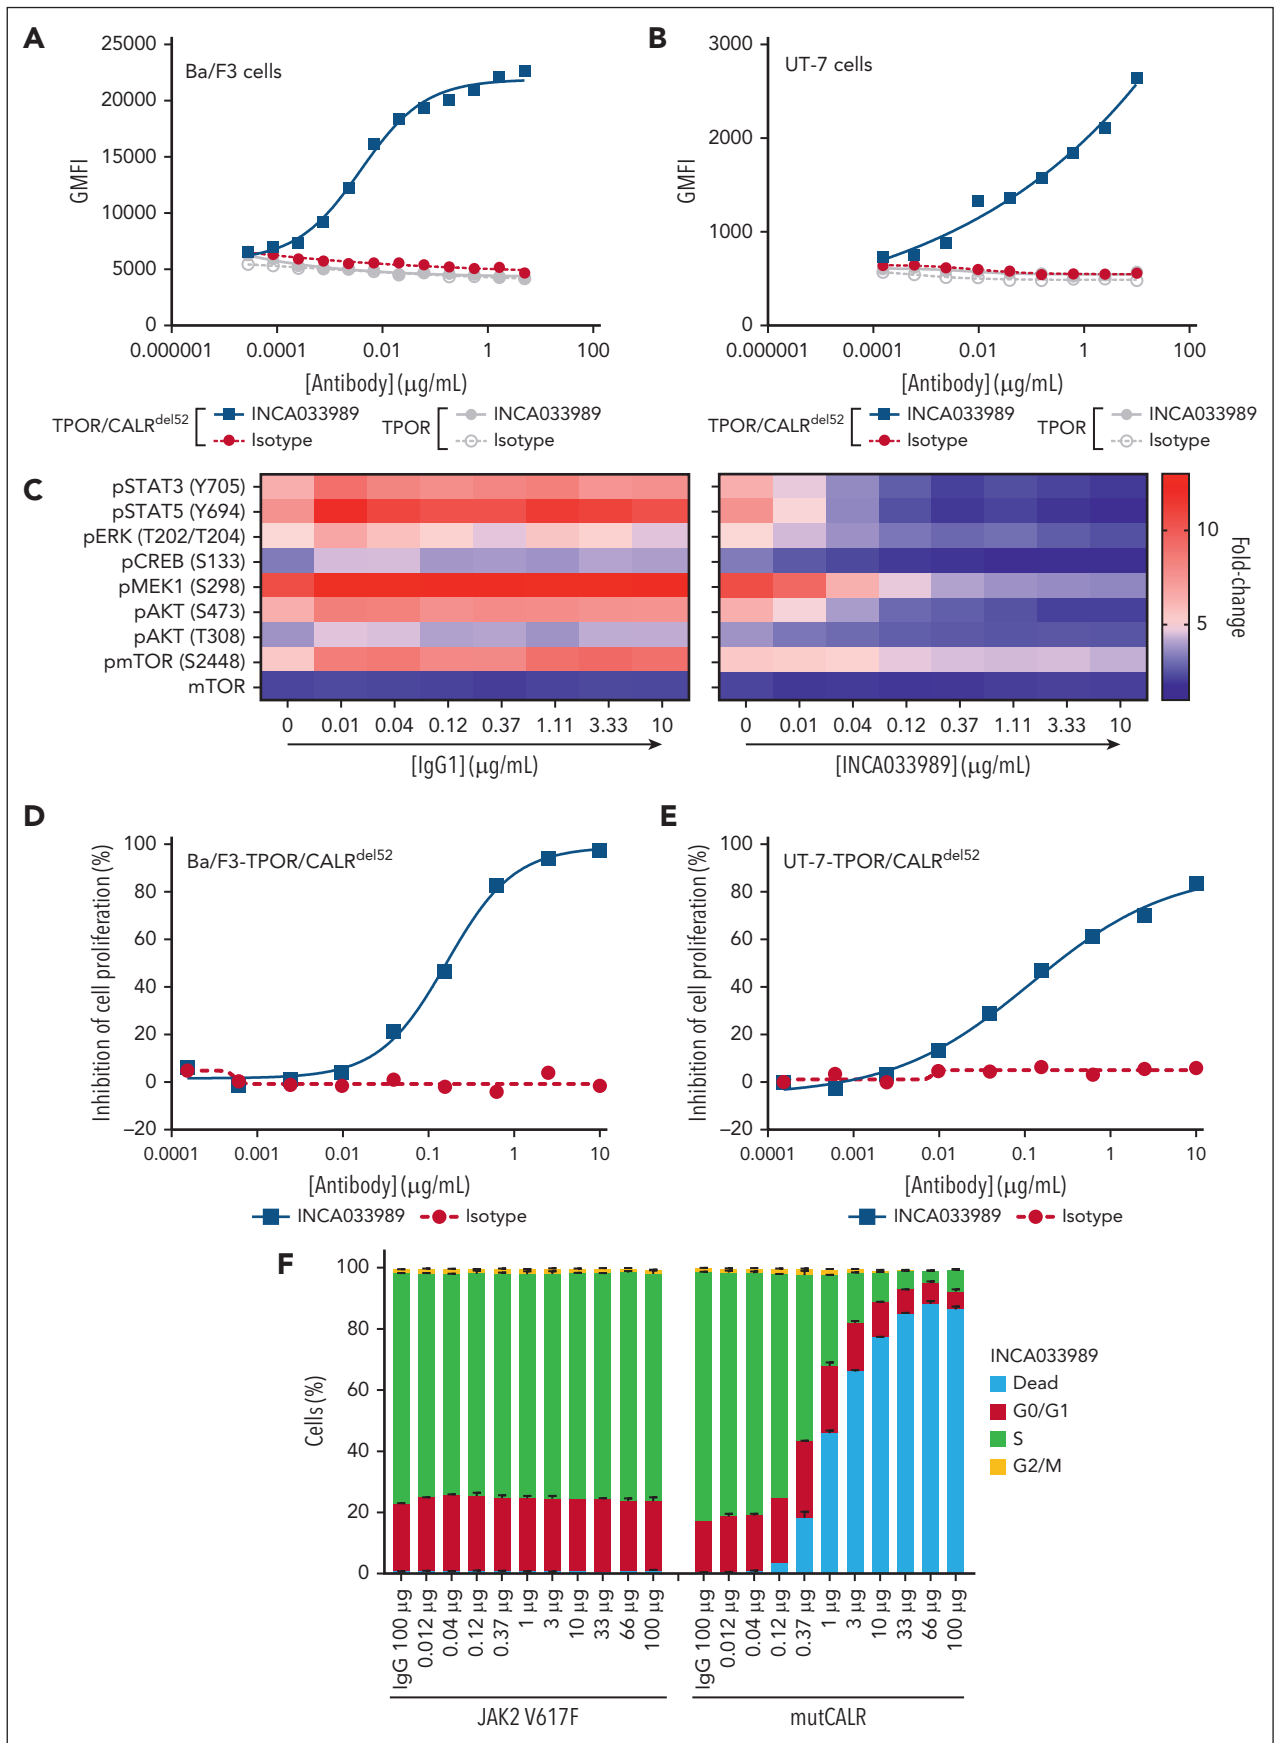 A
25000
20000
15000
10000
5000
0
GMFI
Ba/F3 cells
0.000001 0.0001 0.01 1 100
[Antibody] (μg/mL)
TPOR/CALRdel52
INCA033989
Isotype
TPOR
INCA033989
Isotype
B
3000
2000
1000
0
GMFI
UT-7 cells
0.000001 0.0001 0.01 1 100
[Antibody] (μg/mL)
TPOR/CALRdel52
INCA033989
Isotype
TPOR
INCA033989
Isotype
C
pSTAT3 (Y705)
pSTAT5 (Y694)
pERK (T202/T204)
pCREB (S133)
pMEK1 (S298)
pAKT (S473)
pAKT (T308)
pmTOR (S2448)
mTOR
0 0.01 0.04 0.12 0.37 1.11 3.33 10
[IgG1] (μg/mL)
0 0.01 0.04 0.12 0.37 1.11 3.33 10
[INCA033989] (μg/mL)
10
5
Fold-change
D
100
80
60
40
20
0
–20
Inhibition of cell proliferation (%)
Ba/F3-TPOR/CALRdel52
0.0001 0.001 0.01 0.1 1 10
[Antibody] (μg/mL)
INCA033989 Isotype
E
100
80
60
40
20
0
–20
Inhibition of cell proliferation (%)
UT-7-TPOR/CALRdel52
0.0001 0.001 0.01 0.1 1 10
[Antibody] (μg/mL)
INCA033989 Isotype
F
100
80
60
40
20
0
Cells (%)
INCA033989
Dead
G0/G1
S
G2/M
IgG 100 μg
0.012 μg
0.04 μg
0.12 μg
0.37 μg
1 μg
3 μg
10 μg
33 μg
66 μg
100 μg
JAK2 V617F
IgG 100 μg
0.012 μg
0.04 μg
0.12 μg
0.37 μg
1 μg
3 μg
10 μg
33 μg
66 μg
100 μg
mutCALR